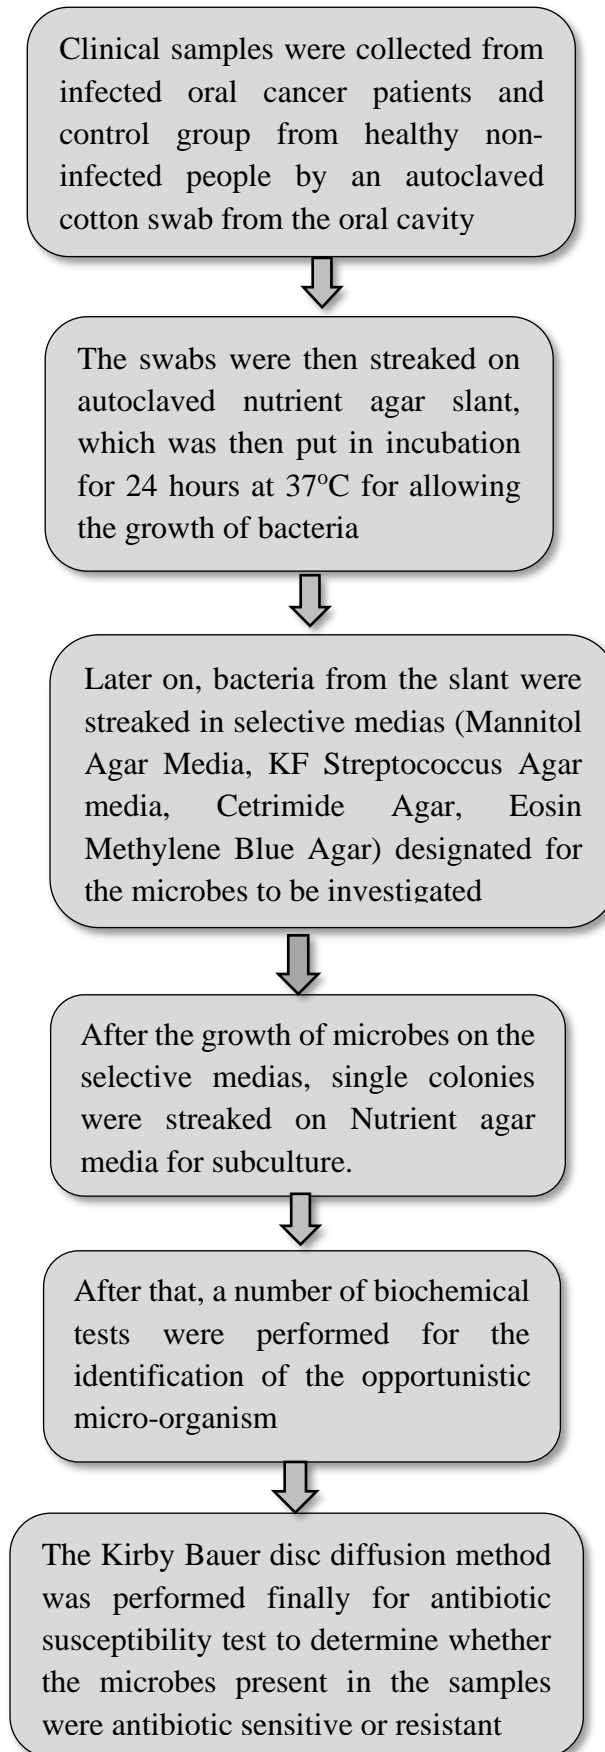 Clinical samples were collected from
infected oral cancer patients and
control group from healthy non-
infected people by an autoclaved
cotton swab from the oral cavity
The swabs were then streaked on
autoclaved nutrient agar slant,
which was then put in incubation
for 24 hours at 37°C for allowing
the growth of bacteria
Later on, bacteria from the slant were
streaked in selective medias (Mannitol
Agar Media, KF Streptococcus Agar
media, Cetrimide Agar, Eosin
Methylene Blue Agar) designated for
the microbes to be investigated
After the growth of microbes on the
selective medias, single colonies
were streaked on Nutrient agar
media for subculture.
After that, a number of biochemical
tests were performed for the
identification of the opportunistic
micro-organism
The Kirby Bauer disc diffusion method
was performed finally for antibiotic
susceptibility test to determine whether
the microbes present in the samples
were antibiotic sensitive or resistant